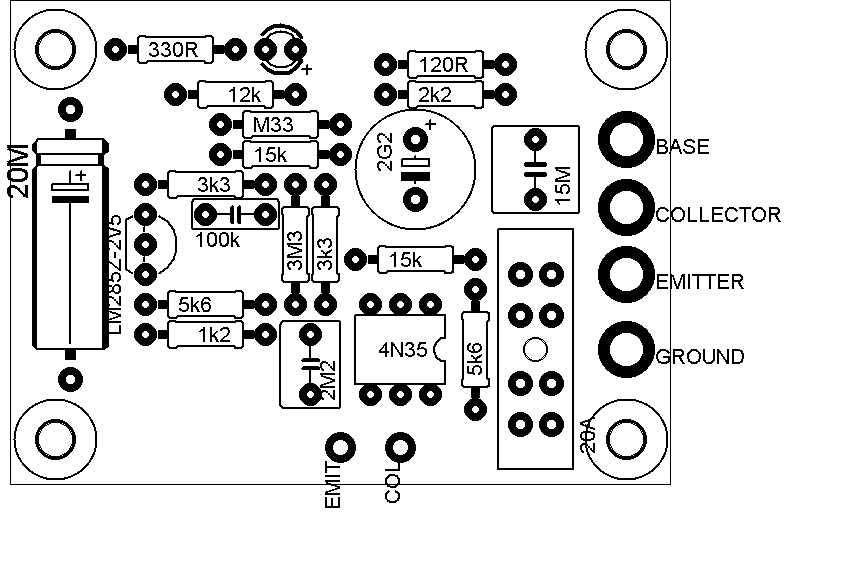 330R
+
120R
12k
2k2
M33
+
2G2
15k
BASE
20M
+
3k3
15M
100k
COLLECTOR
LM285Z-2V5
3M3
3k3
15k
EMITTER
5k6
1k2
4N35
5k6
GROUND
2M2
20A
EMIT
COL